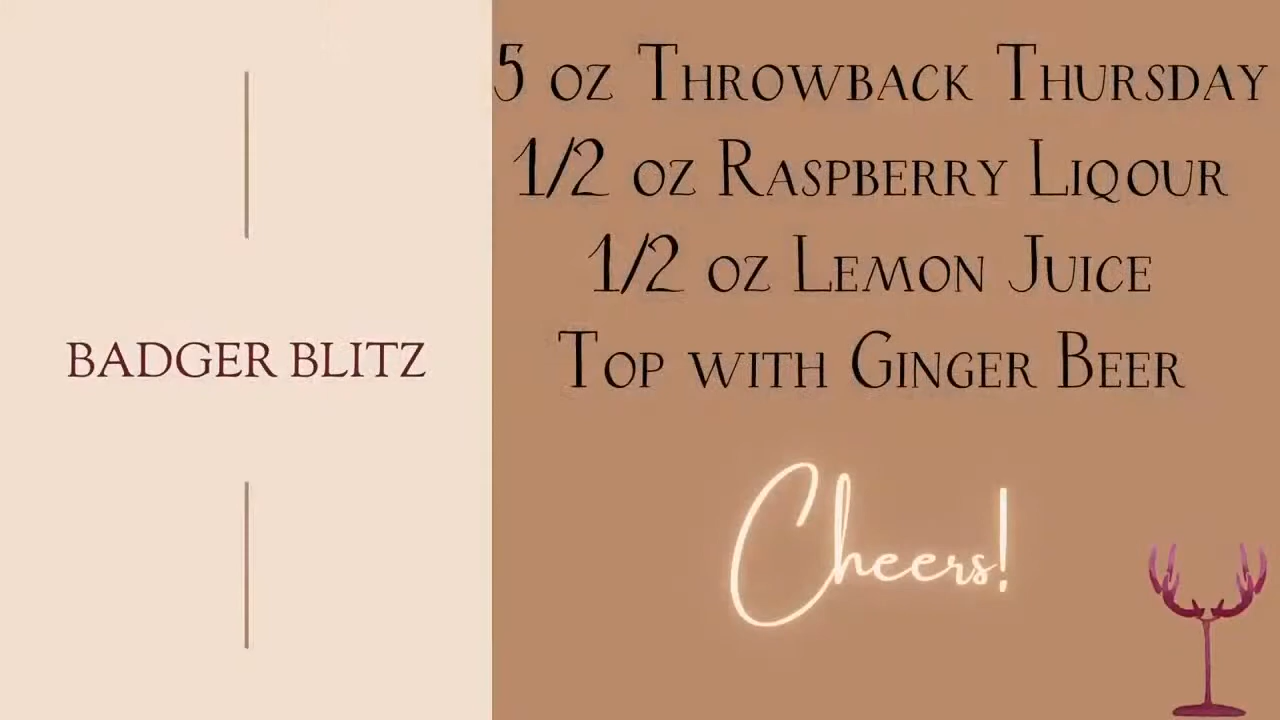 BADGER BLITZ
5 oz Throwback Thursday
1/2 oz Raspberry Liqour
1/2 oz Lemon Juice
Top with Ginger Beer
Cheers!